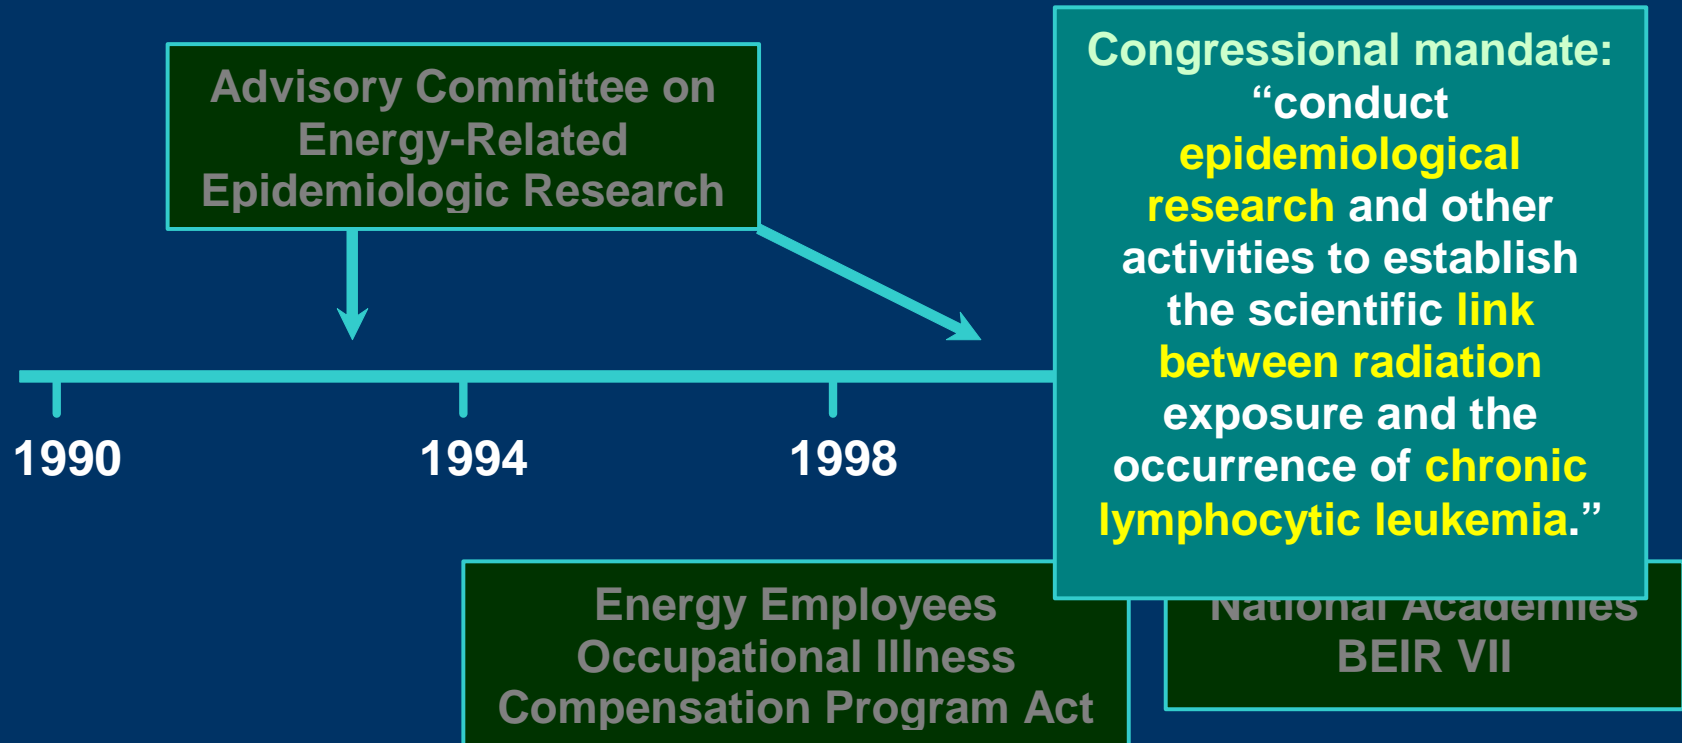 Advisory Committee on
Energy-Related
Epidemiologic Research
Congressional mandate:
“conduct
epidemiological
research and other
activities to establish
the scientific link
between radiation
exposure and the
occurrence of chronic
lymphocytic leukemia.”
1990
1994
1998
Energy Employees
Occupational Illness
Compensation Program Act
National Academies
BEIR VII